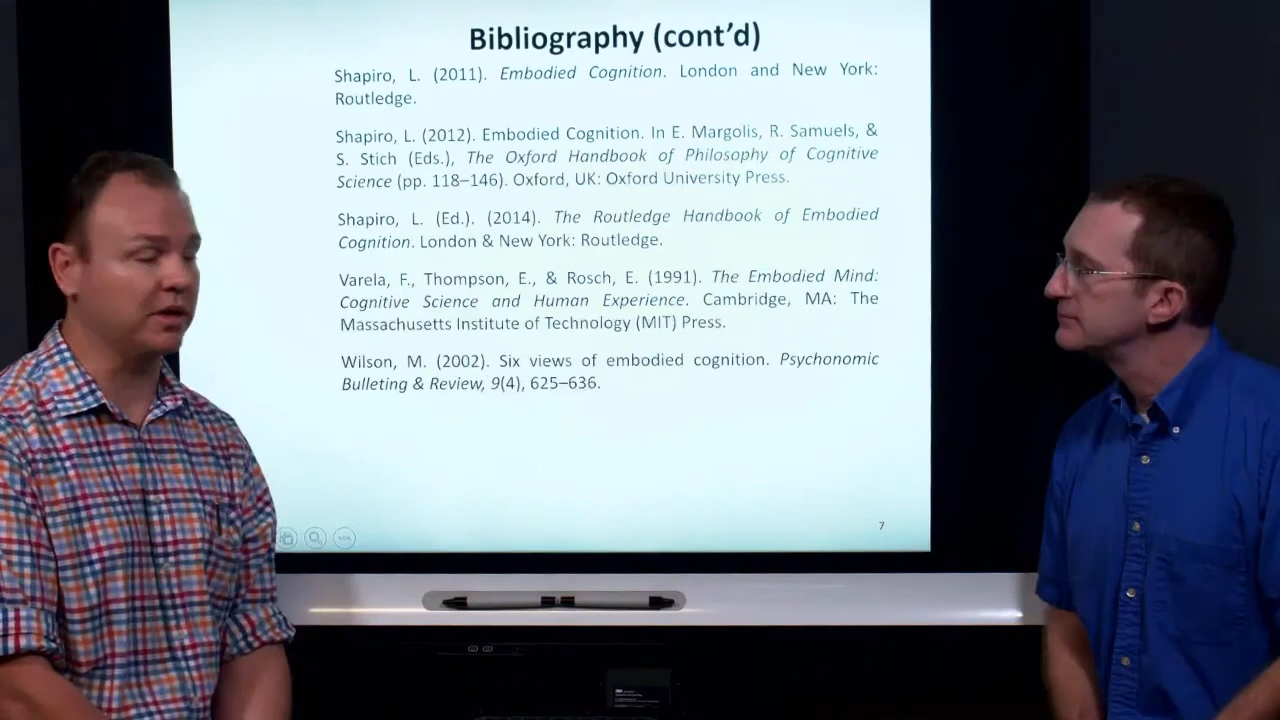 Bibliography (cont’d)
Shapiro, L. (2011). Embodied Cognition. London and New York:
Routledge.
Shapiro, L. (2012). Embodied Cognition. In E. Margolis, R. Samuels, &
S. Stich (Eds.), The Oxford Handbook of Philosophy of Cognitive
Science (pp. 118–146). Oxford, UK: Oxford University Press.
Shapiro, L. (Ed.). (2014). The Routledge Handbook of Embodied
Cognition. London & New York: Routledge.
Varela, F., Thompson, E., & Rosch, E. (1991). The Embodied Mind:
Cognitive Science and Human Experience. Cambridge, MA: The
Massachusetts Institute of Technology (MIT) Press.
Wilson, M. (2002). Six views of embodied cognition. Psychonomic
Bulleting & Review, 9(4), 625–636.
7